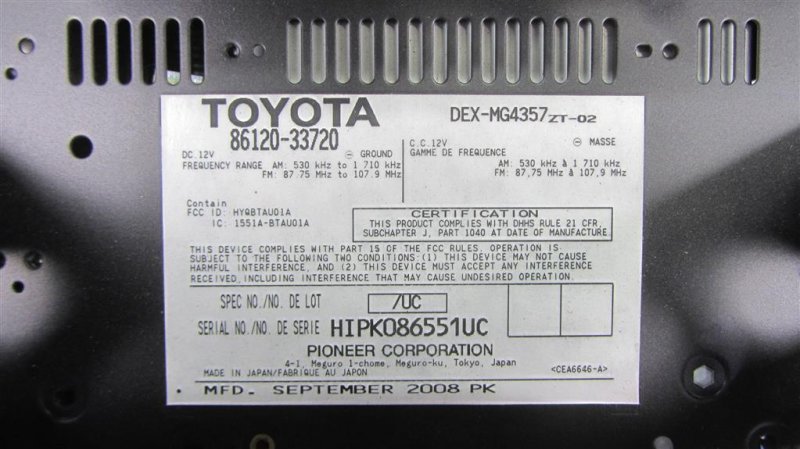 TOYOTA
DEX-MG4357 ZT-02
86120-33720
DC. 12V ⊖ GROUND
FREQUENCY RANGE AM: 530 kHz to 1 710 kHz
FM: 87.75 MHz to 107.9 MHz
C.C. 12V ⊖ MASSE
GAMME DE FREQUENCE
AM: 530 kHz à 1 710 kHz
FM: 87,75 MHz à 107,9 MHz
Contain
FCC ID: HYQBTAU01A
IC: 1551A-BTAU01A
CERTIFICATION
THIS PRODUCT COMPLIES WITH DHHS RULE 21 CFR,
SUBCHAPTER J, PART 1040 AT DATE OF MANUFACTURE.
THIS DEVICE COMPLIES WITH PART 15 OF THE FCC RULES. OPERATION IS
SUBJECT TO THE FOLLOWING TWO CONDITIONS:(1) THIS DEVICE MAY NOT CAUSE
HARMFUL INTERFERENCE, AND (2) THIS DEVICE MUST ACCEPT ANY INTERFERENCE
RECEIVED, INCLUDING INTERFERENCE THAT MAY CAUSE UNDESIRED OPERATION.
SPEC NO./NO. DE LOT /UC
SERIAL NO./NO. DE SERIE HIPK086551UC
PIONEER CORPORATION
4-1, Meguro 1-chome, Meguro-ku, Tokyo, Japan
MADE IN JAPAN/FABRIQUE AU JAPON <CEA6646-A>
MFD. SEPTEMBER 2008 PK